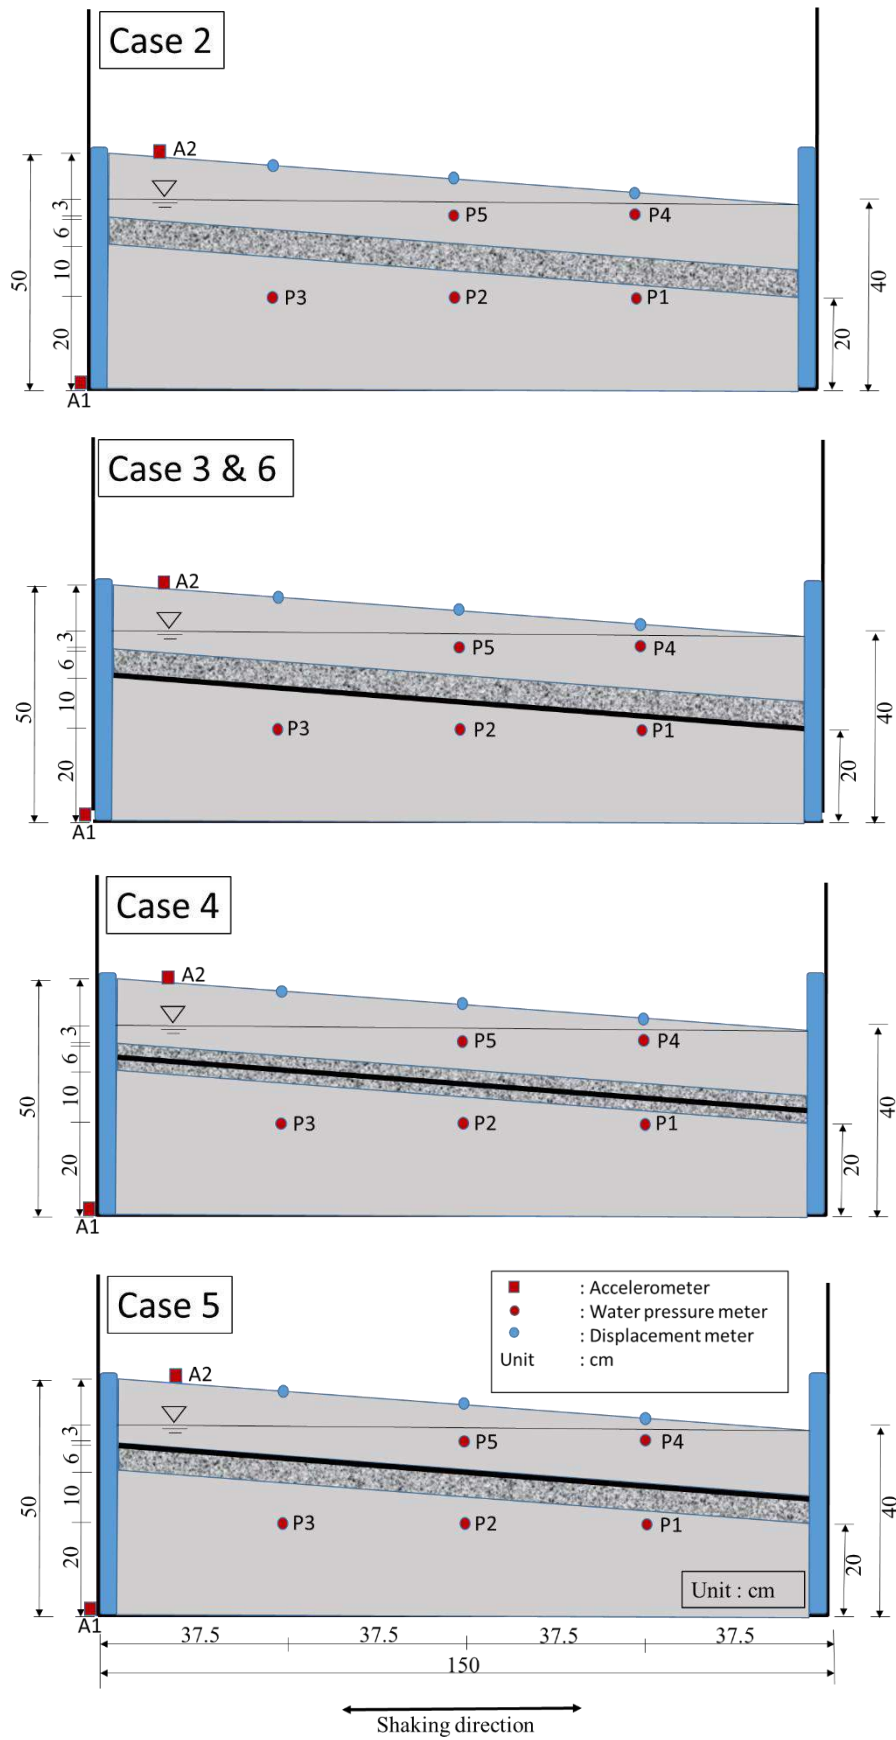 Case 2
A2
3
6
10
20
50
P5
P4
P3
P2
P1
20
40
A1
Case 3 & 6
A2
3
6
10
20
50
P5
P4
P3
P2
P1
20
40
A1
Case 4
A2
3
6
10
20
50
P5
P4
P3
P2
P1
20
40
A1
Case 5
: Accelerometer
: Water pressure meter
: Displacement meter
Unit : cm
A2
3
6
10
20
50
P5
P4
P3
P2
P1
20
40
Unit : cm
A1
37.5 37.5 37.5 37.5
150
Shaking direction